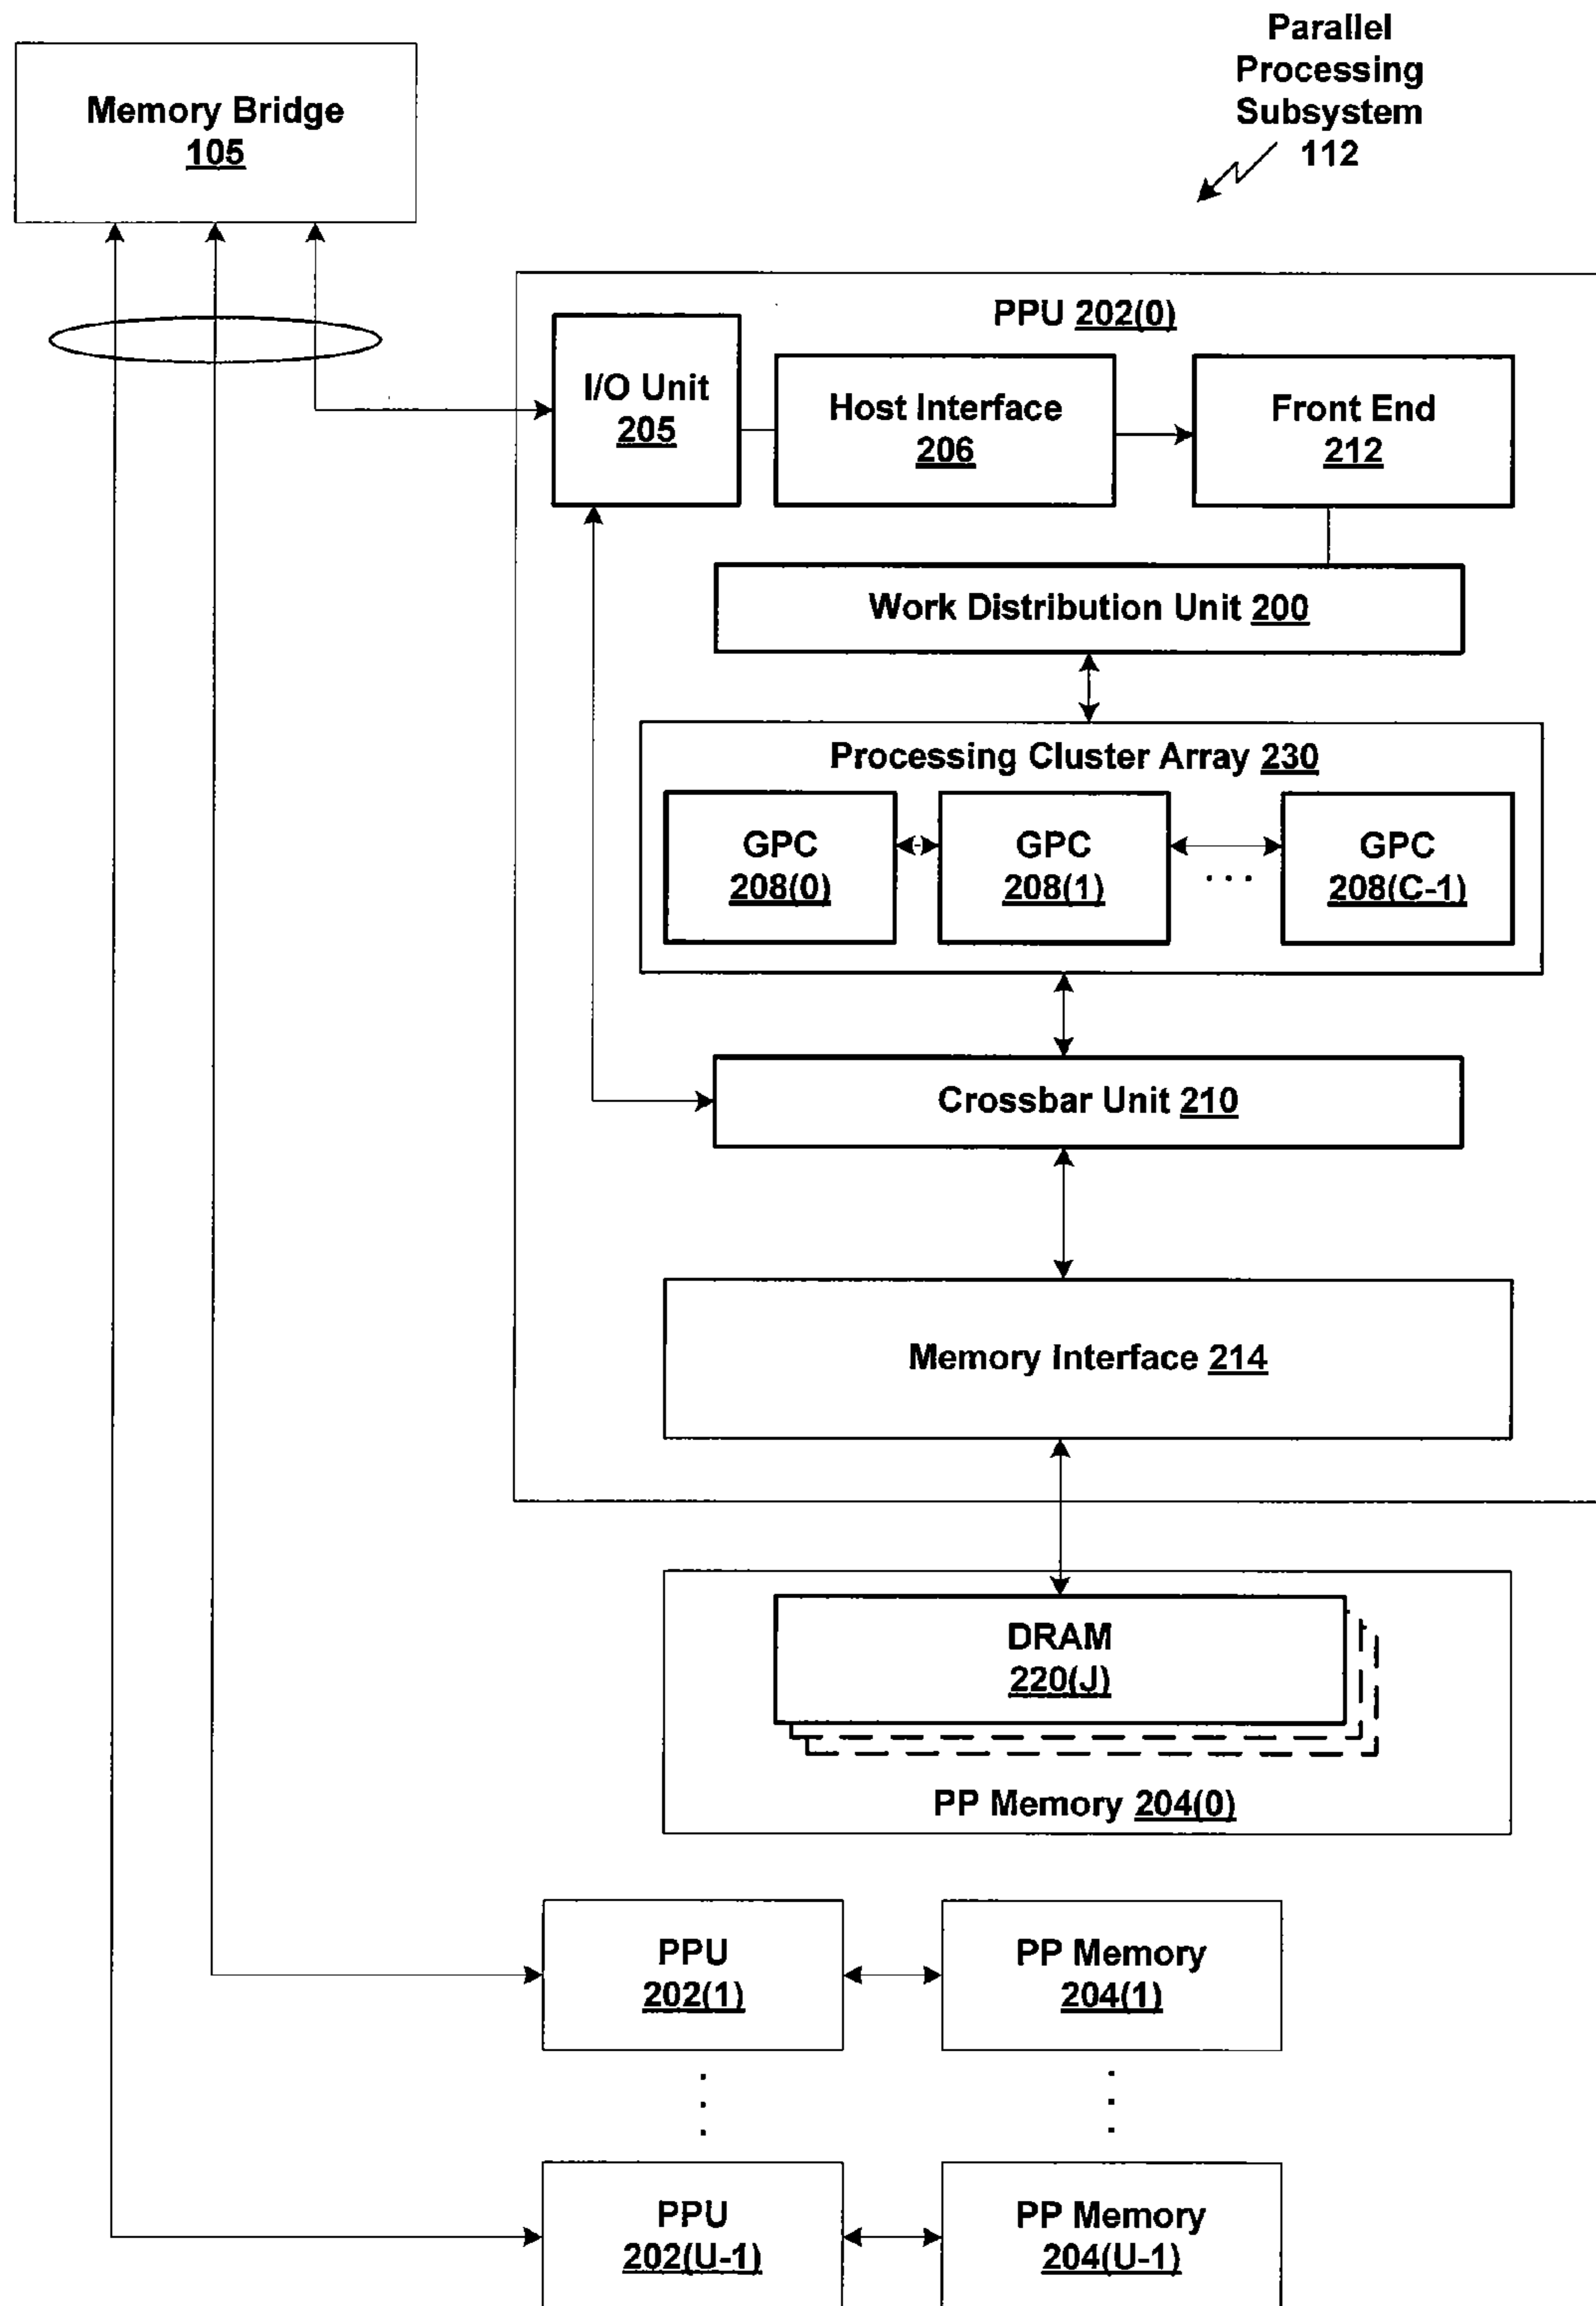 Parallel
Processing
Subsystem
112
Memory Bridge
105
PPU 202(0)
I/O Unit
205
Host Interface
206
Front End
212
Work Distribution Unit 200
Processing Cluster Array 230
GPC
208(0)
GPC
208(1)
. . .
GPC
208(C-1)
Crossbar Unit 210
Memory Interface 214
DRAM
220(J)
PP Memory 204(0)
PPU
202(1)
PP Memory
204(1)
PPU
202(U-1)
PP Memory
204(U-1)